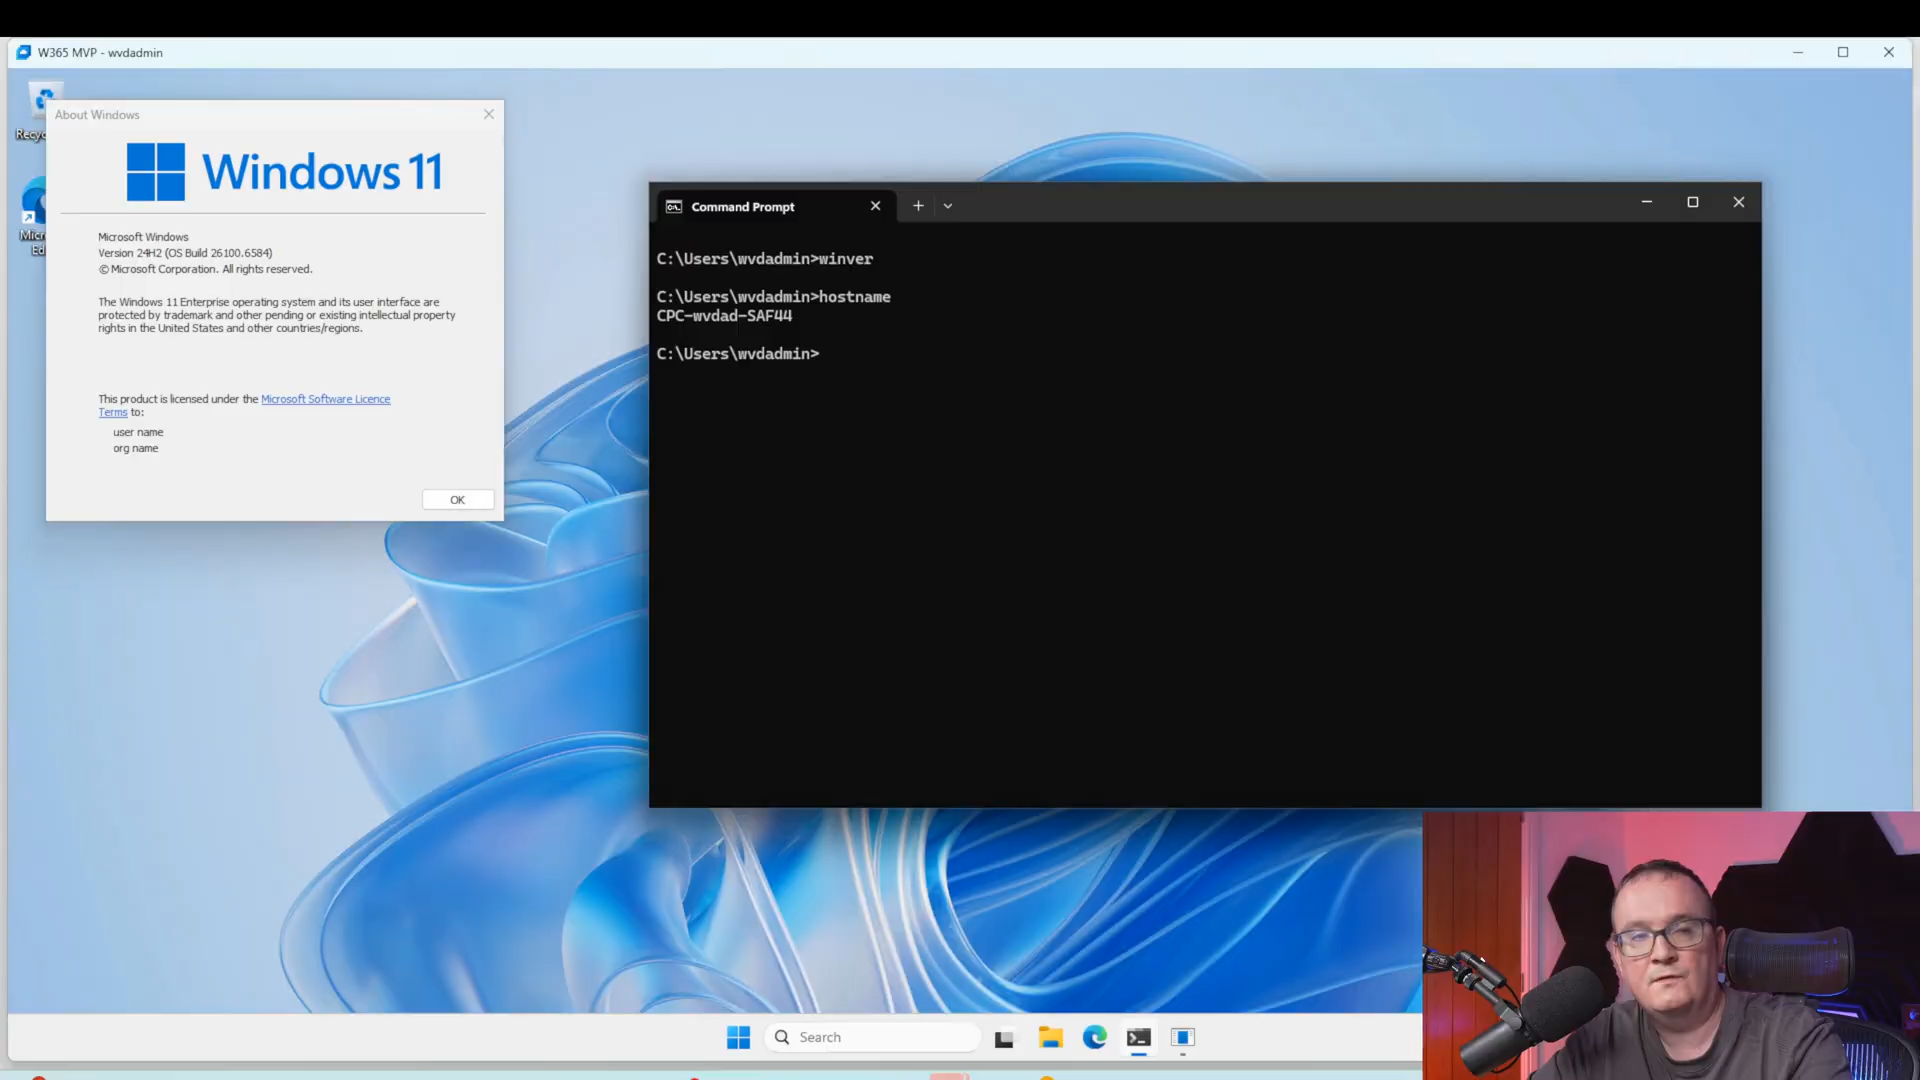 W365 MVP - wvdadmin
About Windows
Windows 11
Microsoft Windows
Version 24H2 (OS Build 26100.6584)
© Microsoft Corporation. All rights reserved.
The Windows 11 Enterprise operating system and its user interface are
protected by trademark and other pending or existing intellectual property
rights in the United States and other countries/regions.
This product is licensed under the Microsoft Software Licence
Terms to:
user name
org name
OK
Command Prompt
C:\Users\wvdadmin>winver
C:\Users\wvdadmin>hostname
CPC-wvdad-SAF44
C:\Users\wvdadmin>
Search